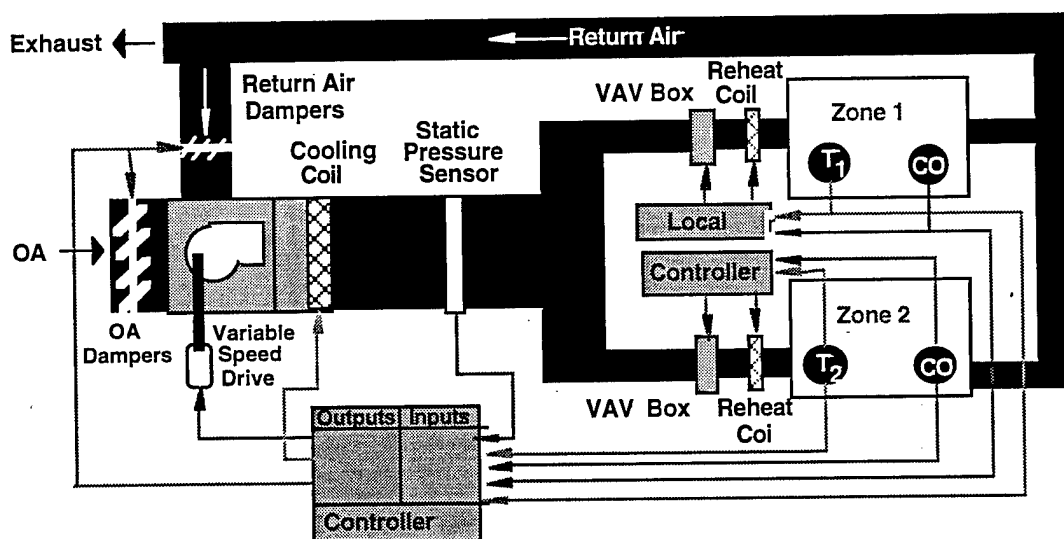 Exhaust
Return Air
Return Air
Dampers
Cooling
Coil
Static
Pressure
Sensor
VAV Box
Reheat
Coil
Zone 1
T1
CO
Local
Controller
Zone 2
T2
CO
VAV Box
Reheat
Coi
OA
OA
Dampers
Variable
Speed
Drive
Outputs Inputs
Controller